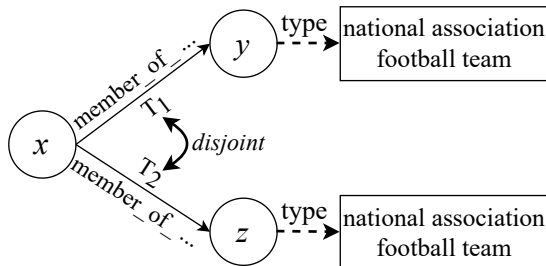 type
national association
football team
y
member_of_...
T1
x
disjoint
T2
member_of_...
type
national association
football team
z